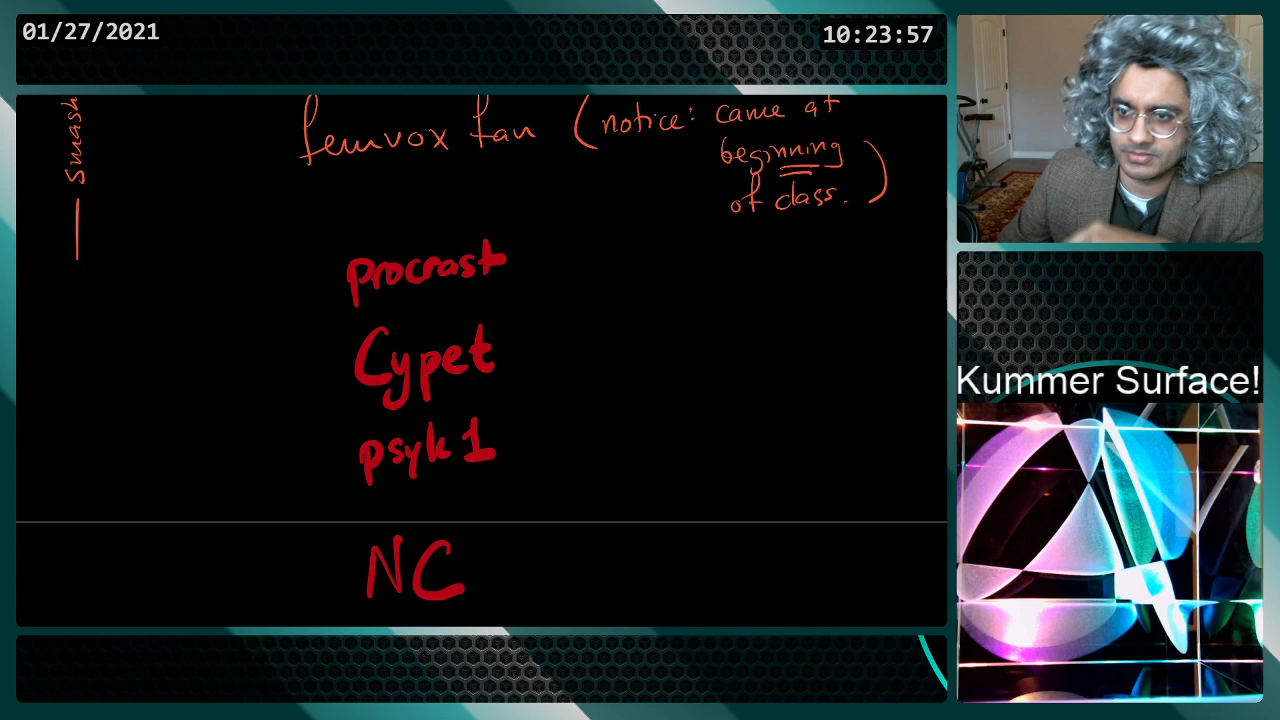 01/27/2021
10:23:57
Smash
femvox fan (notice: came at
beginning
of class.)
procrast
Cypet
psyk1
NC
Kummer Surface!